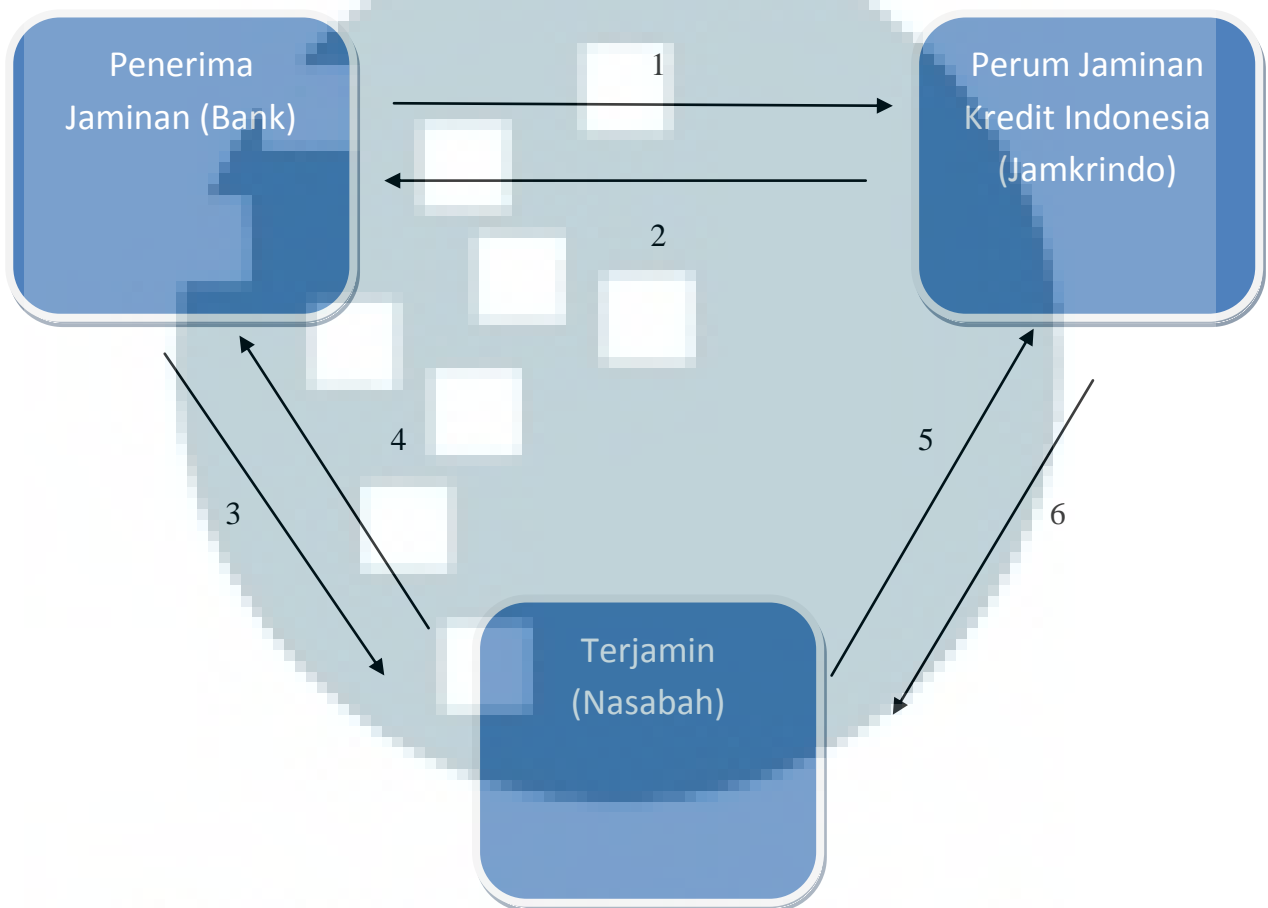 Penerima
Jaminan (Bank)
1
Perum Jaminan
Kredit Indonesia
(Jamkrindo)
2
4
5
3
6
Terjamin
(Nasabah)